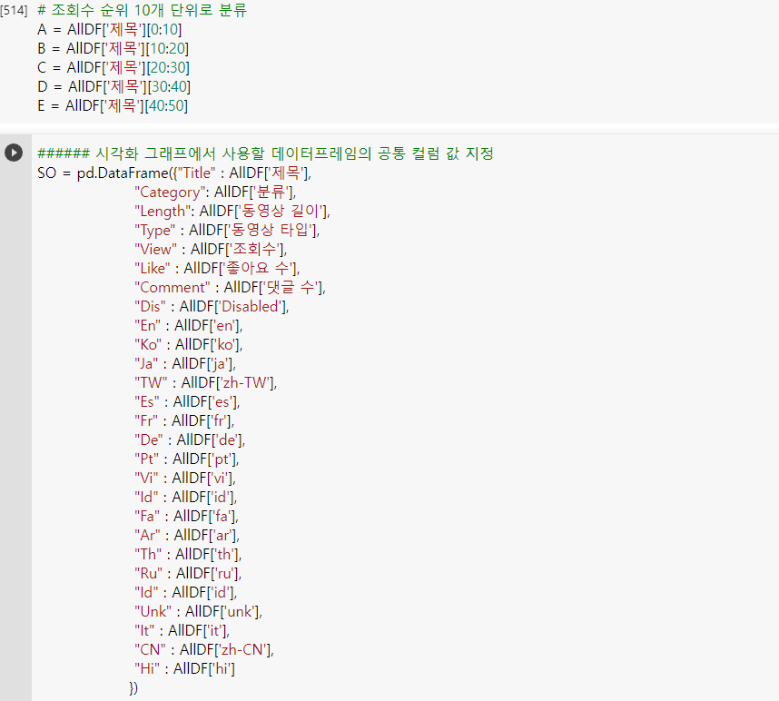 [514] # 조회수 순위 10개 단위로 분류
A = AllDF['제목'][0:10]
B = AllDF['제목'][10:20]
C = AllDF['제목'][20:30]
D = AllDF['제목'][30:40]
E = AllDF['제목'][40:50]
###### 시각화 그래프에서 사용할 데이터프레임의 공통 컬럼 값 지정
SO = pd.DataFrame({"Title" : AllDF['제목'],
"Category": AllDF['분류'],
"Length": AllDF['동영상 길이'],
"Type" : AllDF['동영상 타입'],
"View" : AllDF['조회수'],
"Like" : AllDF['좋아요 수'],
"Comment" : AllDF['댓글 수'],
"Dis" : AllDF['Disabled'],
"En" : AllDF['en'],
"Ko" : AllDF['ko'],
"Ja" : AllDF['ja'],
"TW" : AllDF['zh-TW'],
"Es" : AllDF['es'],
"Fr" : AllDF['fr'],
"De" : AllDF['de'],
"Pt" : AllDF['pt'],
"Vi" : AllDF['vi'],
"Id" : AllDF['id'],
"Fa" : AllDF['fa'],
"Ar" : AllDF['ar'],
"Th" : AllDF['th'],
"Ru" : AllDF['ru'],
"Id" : AllDF['id'],
"Unk" : AllDF['unk'],
"It" : AllDF['it'],
"CN" : AllDF['zh-CN'],
"Hi" : AllDF['hi']
})